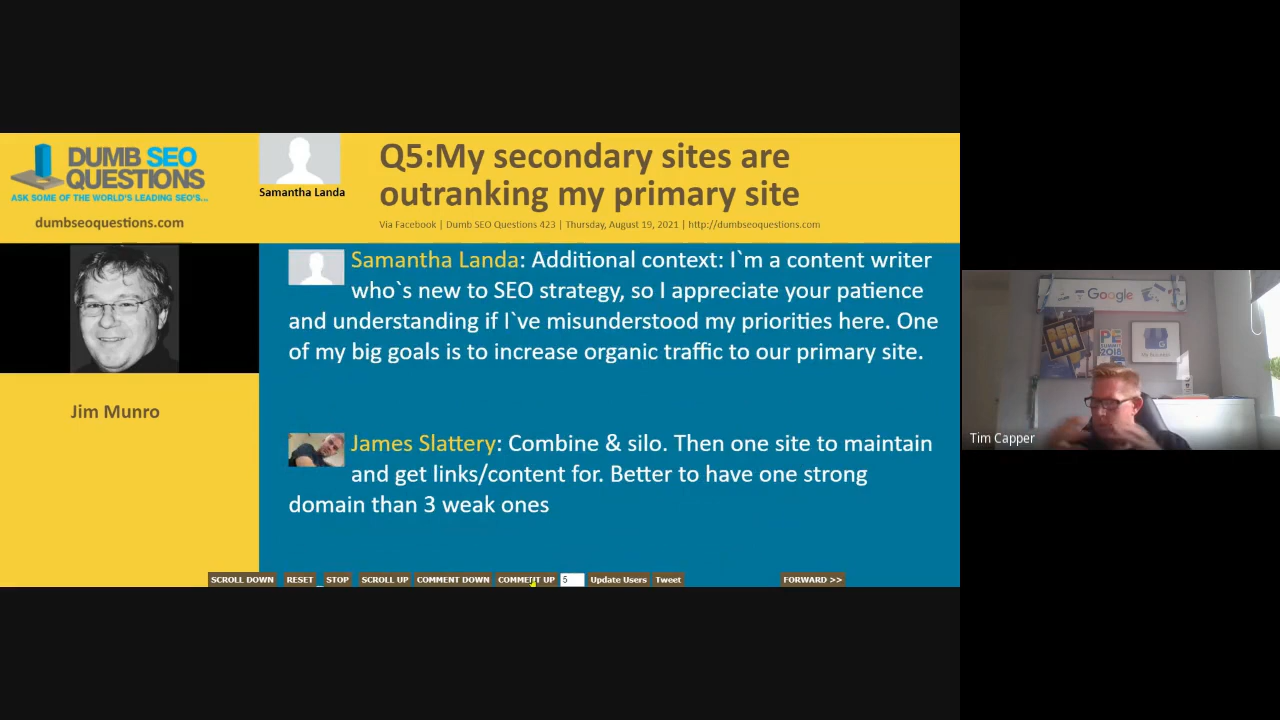 DUMB SEO
QUESTIONS
ASK SOME OF THE WORLD'S LEADING SEO'S...
dumbseoquestions.com
Samantha Landa
Q5:My secondary sites are
outranking my primary site
Via Facebook | Dumb SEO Questions 423 | Thursday, August 19, 2021 | http://dumbseoquestions.com
Jim Munro
Samantha Landa: Additional context: I`m a content writer
who`s new to SEO strategy, so I appreciate your patience
and understanding if I`ve misunderstood my priorities here. One
of my big goals is to increase organic traffic to our primary site.
James Slattery: Combine & silo. Then one site to maintain
and get links/content for. Better to have one strong
domain than 3 weak ones
SCROLL DOWN RESET STOP SCROLL UP COMMENT DOWN COMMENT UP 5 Update Users Tweet FORWARD >>
Google
SUMMIT
Tim Capper